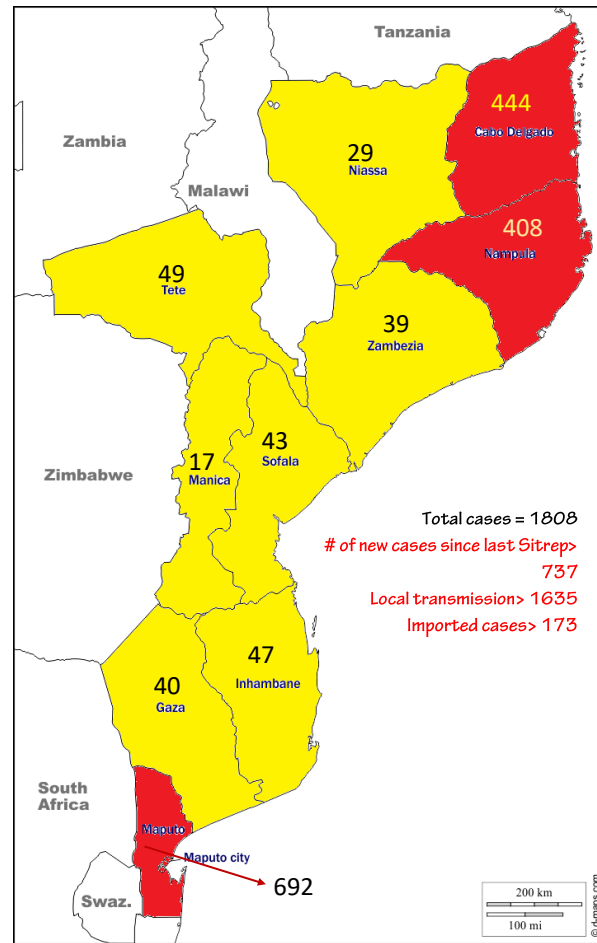 Tanzania
444
Cabo Delgado
Zambia
29
Niassa
Malawi
408
Nampula
49
Tete
39
Zambezia
43
Sofala
17
Manica
Zimbabwe
Total cases = 1808
# of new cases since last Sitrep>
737
Local transmission> 1635
Imported cases> 173
47
Inhambane
40
Gaza
South
Africa
Maputo
Maputo city
692
Swaz.
200 km
100 mi
© d-maps.com